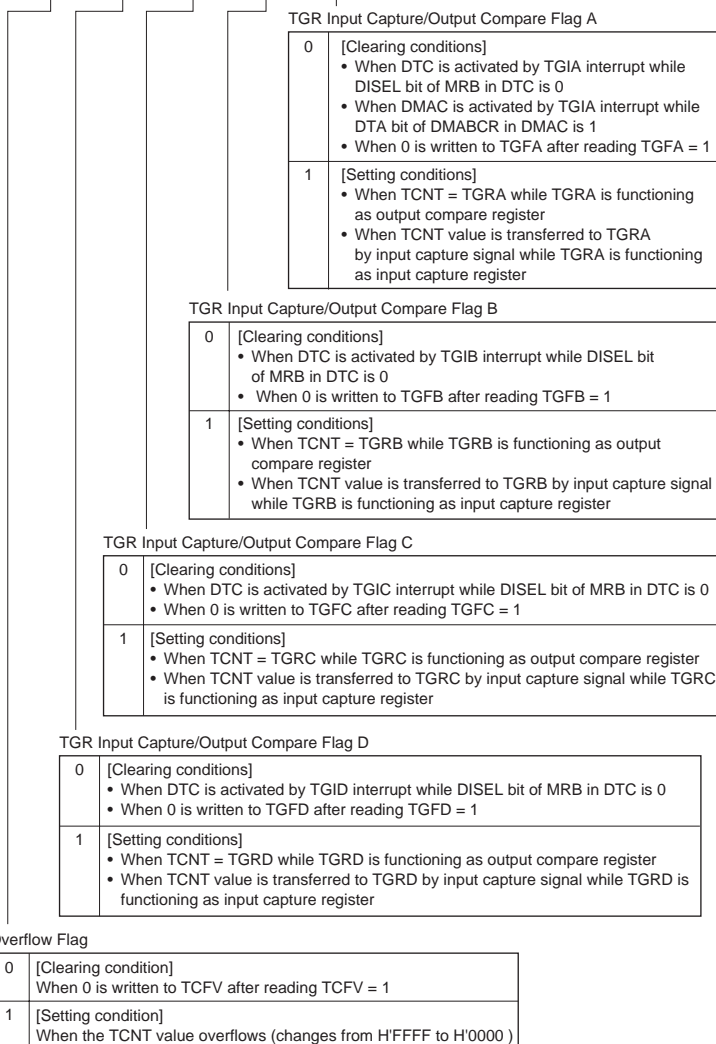 TGR Input Capture/Output Compare Flag A
0 [Clearing conditions]
• When DTC is activated by TGIA interrupt while
DISEL bit of MRB in DTC is 0
• When DMAC is activated by TGIA interrupt while
DTA bit of DMABCR in DMAC is 1
• When 0 is written to TGFA after reading TGFA = 1
1 [Setting conditions]
• When TCNT = TGRA while TGRA is functioning
as output compare register
• When TCNT value is transferred to TGRA
by input capture signal while TGRA is functioning
as input capture register
TGR Input Capture/Output Compare Flag B
0 [Clearing conditions]
• When DTC is activated by TGIB interrupt while DISEL bit
of MRB in DTC is 0
• When 0 is written to TGFB after reading TGFB = 1
1 [Setting conditions]
• When TCNT = TGRB while TGRB is functioning as output
compare register
• When TCNT value is transferred to TGRB by input capture signal
while TGRB is functioning as input capture register
TGR Input Capture/Output Compare Flag C
0 [Clearing conditions]
• When DTC is activated by TGIC interrupt while DISEL bit of MRB in DTC is 0
• When 0 is written to TGFC after reading TGFC = 1
1 [Setting conditions]
• When TCNT = TGRC while TGRC is functioning as output compare register
• When TCNT value is transferred to TGRC by input capture signal while TGRC
is functioning as input capture register
TGR Input Capture/Output Compare Flag D
0 [Clearing conditions]
• When DTC is activated by TGID interrupt while DISEL bit of MRB in DTC is 0
• When 0 is written to TGFD after reading TGFD = 1
1 [Setting conditions]
• When TCNT = TGRD while TGRD is functioning as output compare register
• When TCNT value is transferred to TGRD by input capture signal while TGRD is
functioning as input capture register
verflow Flag
0 [Clearing condition]
When 0 is written to TCFV after reading TCFV = 1
1 [Setting condition]
When the TCNT value overflows (changes from H'FFFF to H'0000 )